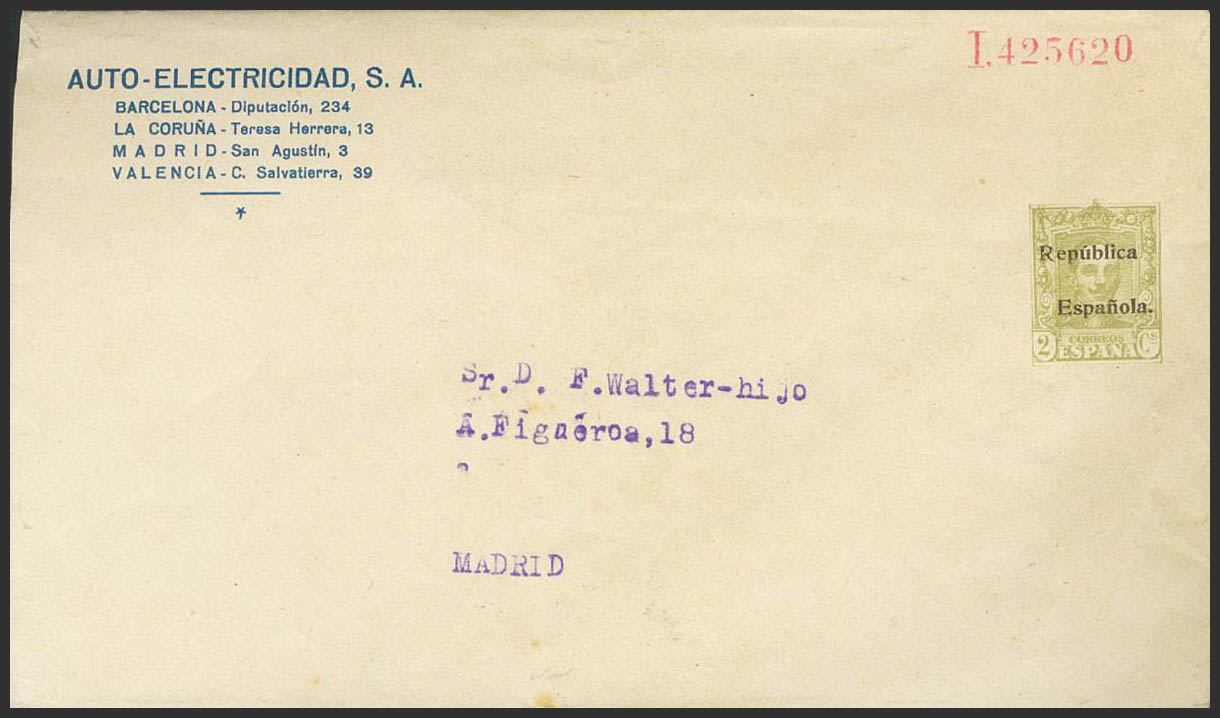 I.425620
AUTO-ELECTRICIDAD, S. A.
BARCELONA - Diputación, 234
LA CORUÑA - Teresa Herrera, 13
MADRID - San Agustín, 3
VALENCIA - C. Salvatierra, 39
República
Española.
CORREOS
2 ESPAÑA Cs
Sr.D. F.Walter-hijo
A.Figuéroa,18
MADRID